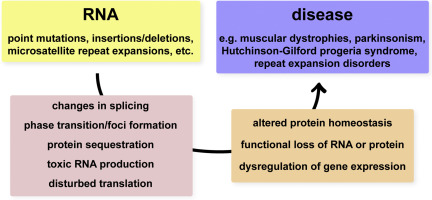 RNA
point mutations, insertions/deletions,
microsatellite repeat expansions, etc.
disease
e.g. muscular dystrophies, parkinsonism,
Hutchinson-Gilford progeria syndrome,
repeat expansion disorders
changes in splicing
phase transition/foci formation
protein sequestration
toxic RNA production
disturbed translation
altered protein homeostasis
functional loss of RNA or protein
dysregulation of gene expression